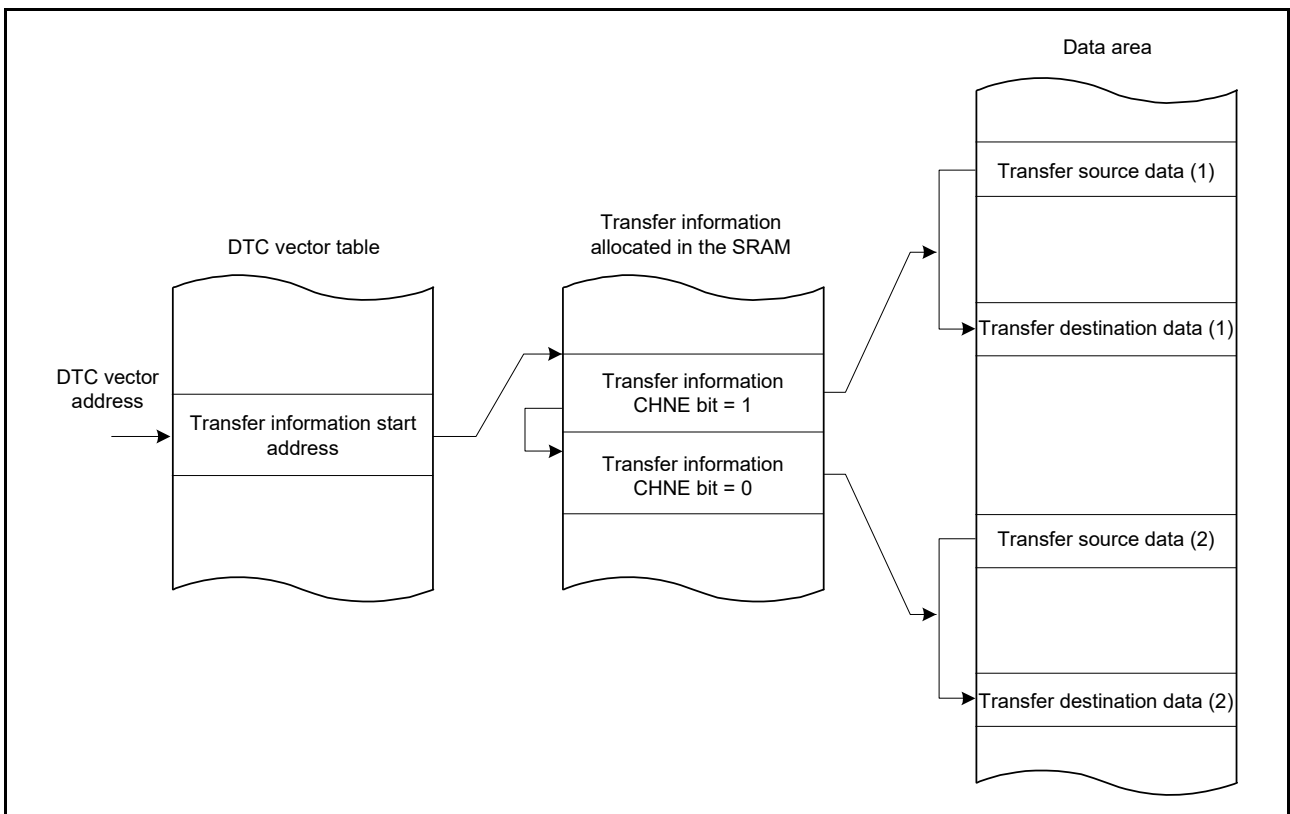 Data area
Transfer source data (1)
Transfer information
allocated in the SRAM
DTC vector table
Transfer destination data (1)
DTC vector
address
Transfer information start
address
Transfer information
CHNE bit = 1
Transfer information
CHNE bit = 0
Transfer source data (2)
Transfer destination data (2)